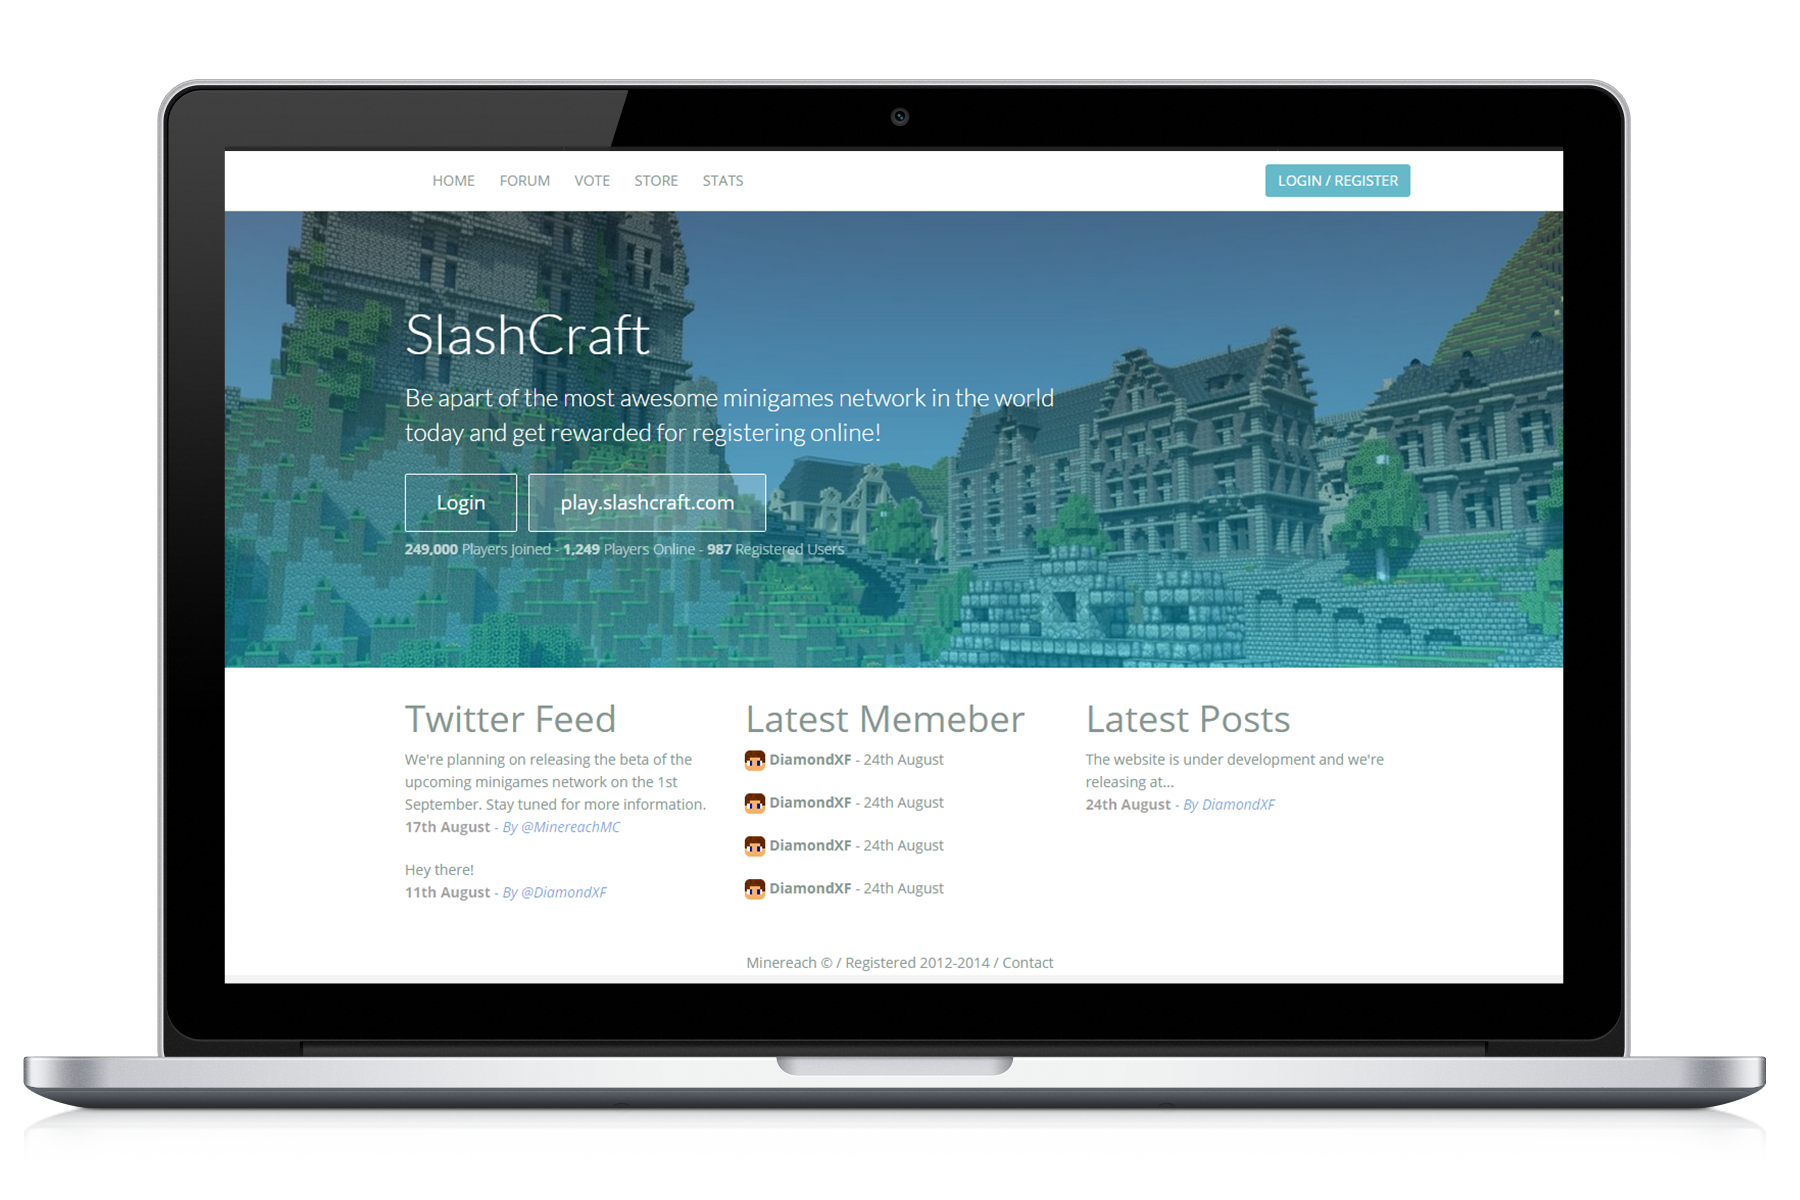 HOME FORUM VOTE STORE STATS LOGIN / REGISTER
SlashCraft
Be apart of the most awesome minigames network in the world
today and get rewarded for registering online!
Login play.slashcraft.com
249,000 Players Joined - 1,249 Players Online - 987 Registered Users
Twitter Feed
We're planning on releasing the beta of the
upcoming minigames network on the 1st
September. Stay tuned for more information.
17th August - By @MinereachMC
Hey there!
11th August - By @DiamondXF
Latest Memeber
DiamondXF - 24th August
DiamondXF - 24th August
DiamondXF - 24th August
DiamondXF - 24th August
Latest Posts
The website is under development and we're
releasing at...
24th August - By DiamondXF
Minereach © / Registered 2012-2014 / Contact